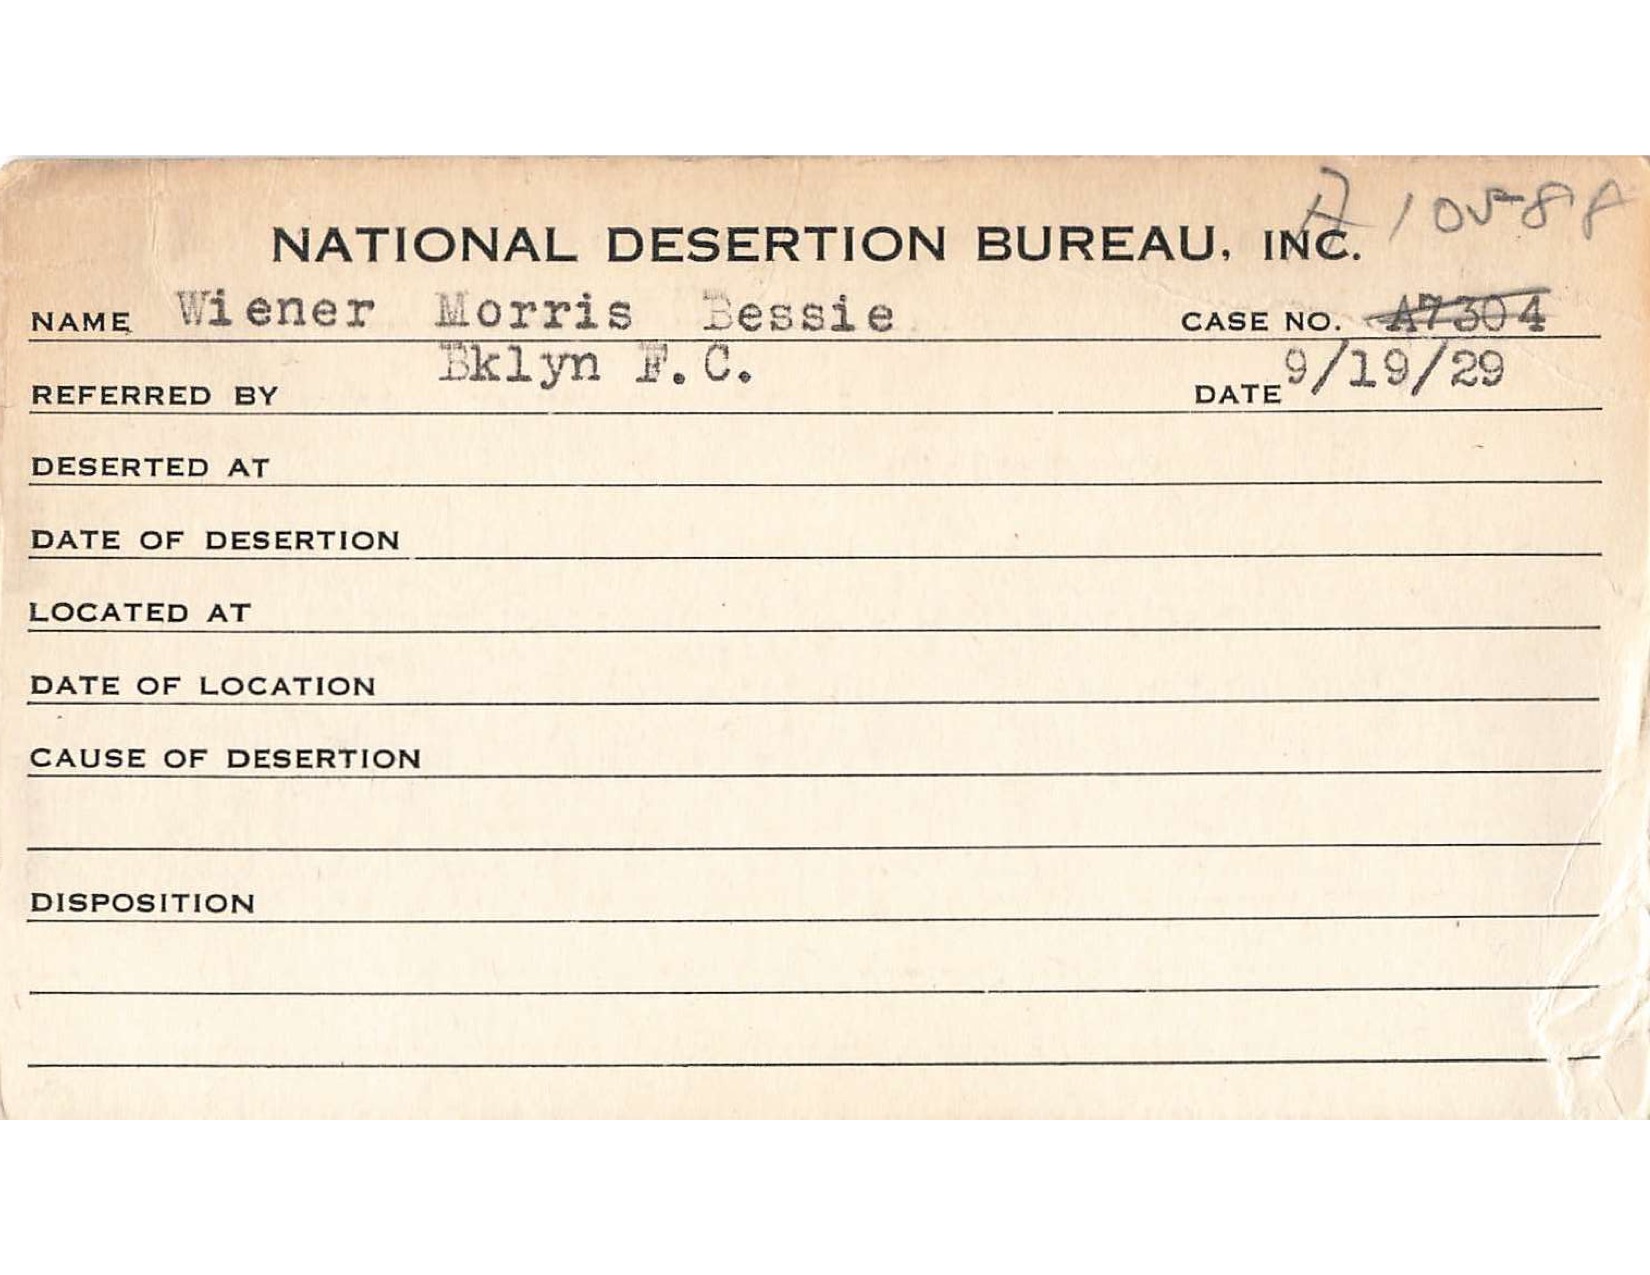 A 10588
NATIONAL DESERTION BUREAU, INC.
NAME Wiener Morris Bessie CASE NO. A7304
REFERRED BY Bklyn F.C. DATE 9/19/29
DESERTED AT
DATE OF DESERTION
LOCATED AT
DATE OF LOCATION
CAUSE OF DESERTION
DISPOSITION